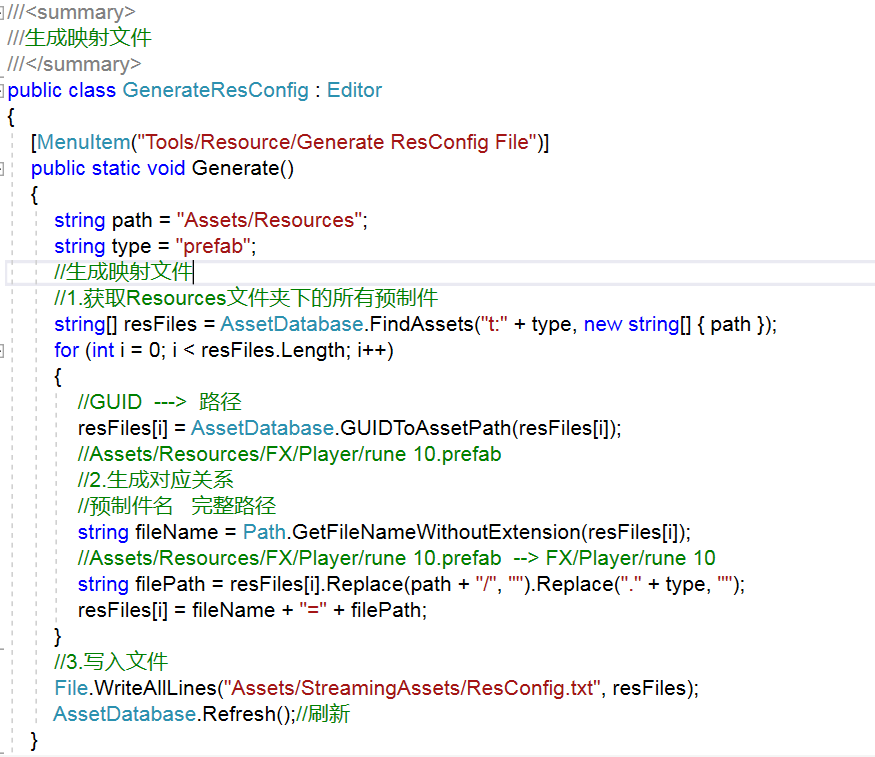 ///<summary>
///生成映射文件
///</summary>
public class GenerateResConfig : Editor
{
[MenuItem("Tools/Resource/Generate ResConfig File")]
public static void Generate()
{
string path = "Assets/Resources";
string type = "prefab";
//生成映射文件
//1.获取Resources文件夹下的所有预制件
string[] resFiles = AssetDatabase.FindAssets("t:" + type, new string[] { path });
for (int i = 0; i < resFiles.Length; i++)
{
//GUID ---> 路径
resFiles[i] = AssetDatabase.GUIDToAssetPath(resFiles[i]);
//Assets/Resources/FX/Player/rune 10.prefab
//2.生成对应关系
//预制件名 完整路径
string fileName = Path.GetFileNameWithoutExtension(resFiles[i]);
//Assets/Resources/FX/Player/rune 10.prefab --> FX/Player/rune 10
string filePath = resFiles[i].Replace(path + "/", "").Replace("." + type, "");
resFiles[i] = fileName + "=" + filePath;
}
//3.写入文件
File.WriteAllLines("Assets/StreamingAssets/ResConfig.txt", resFiles);
AssetDatabase.Refresh();//刷新
}